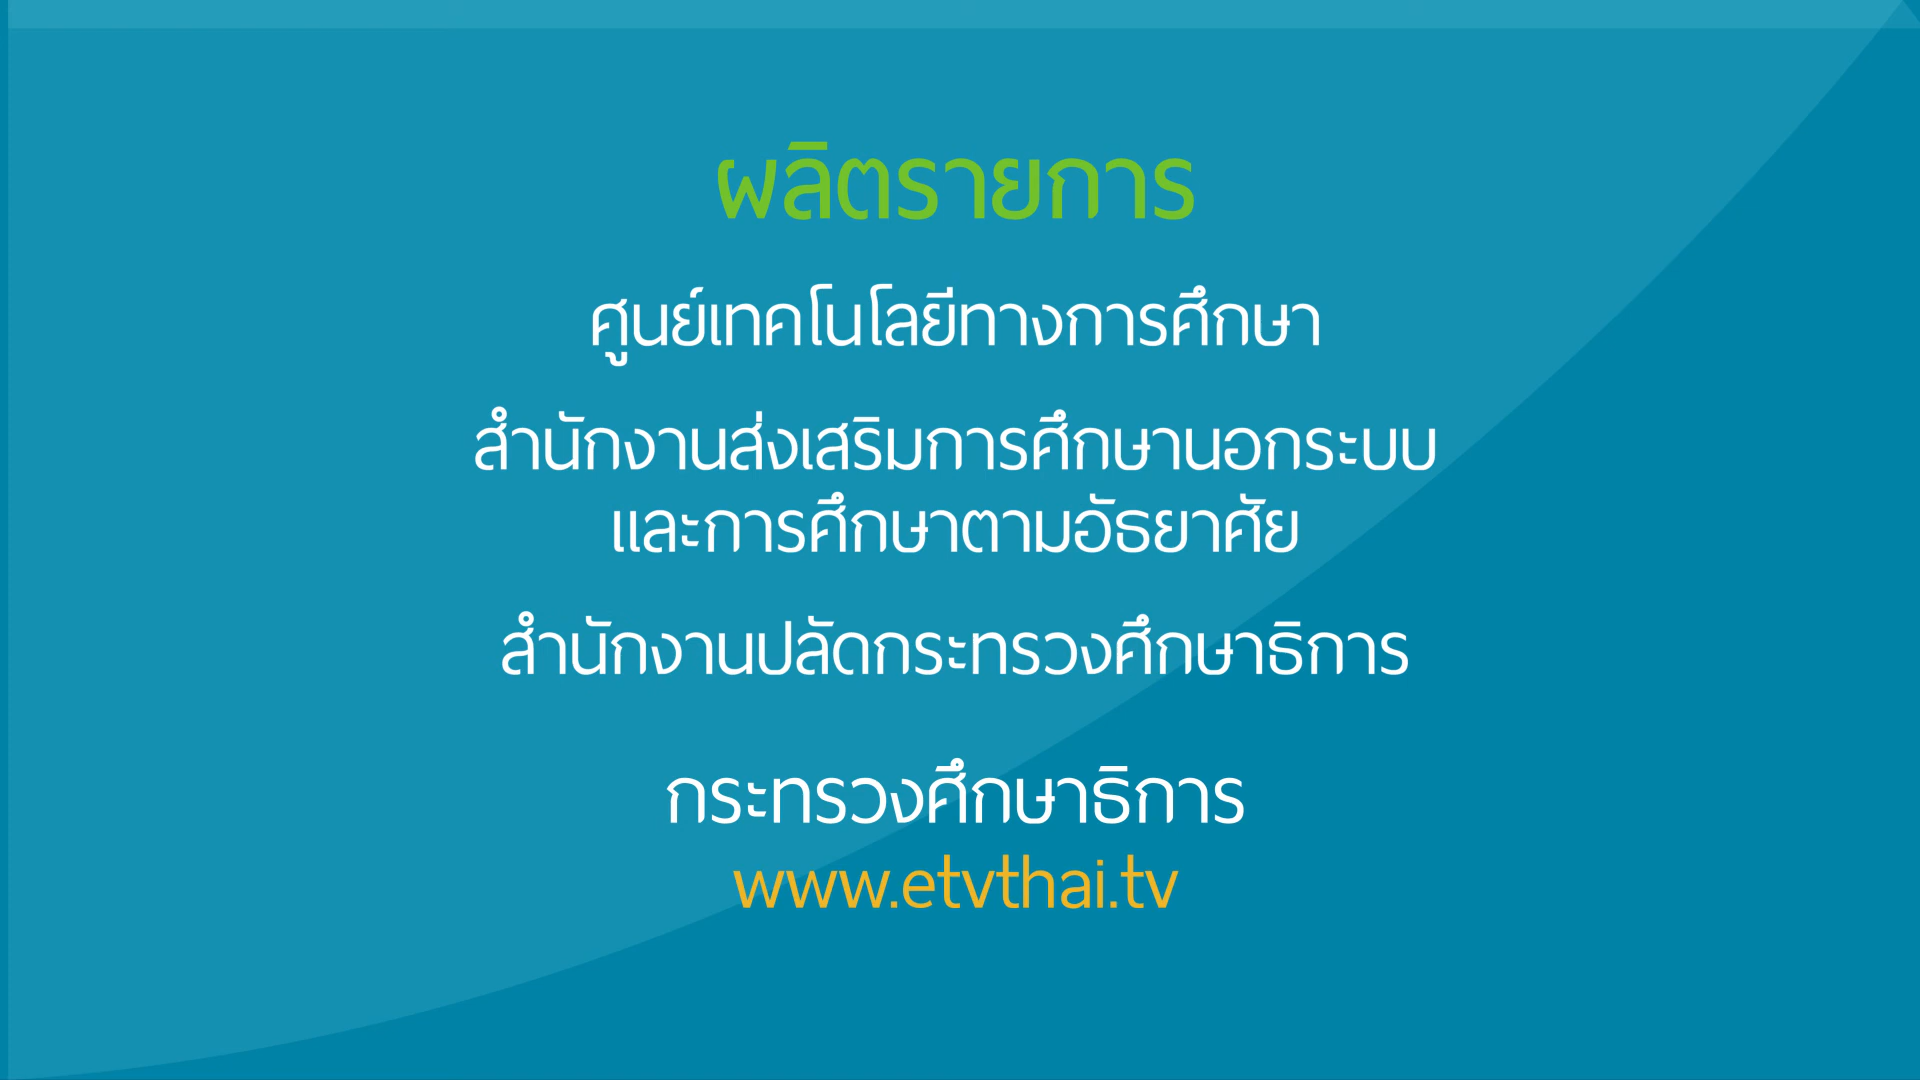 ผลิตรายการ
ศูนย์เทคโนโลยีทางการศึกษา
สำนักงานส่งเสริมการศึกษานอกระบบ
และการศึกษาตามอัธยาศัย
สำนักงานปลัดกระทรวงศึกษาธิการ
กระทรวงศึกษาธิการ
www.etvthai.tv